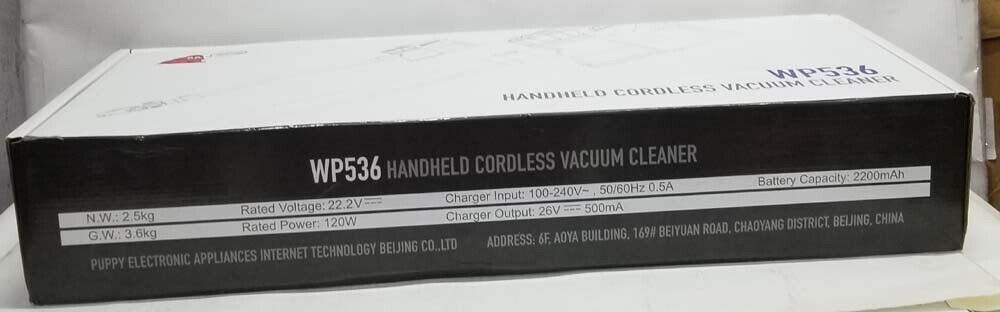 WP536
HANDHELD CORDLESS VACUUM CLEANER
WP536 HANDHELD CORDLESS VACUUM CLEANER
N.W.: 2.5kg Rated Voltage: 22.2V⎓ Charger Input: 100-240V~ , 50/60Hz 0.5A Battery Capacity: 2200mAh
G.W.: 3.6kg Rated Power: 120W Charger Output: 26V ⎓ 500mA
PUPPY ELECTRONIC APPLIANCES INTERNET TECHNOLOGY BEIJING CO.,LTD ADDRESS: 6F, AOYA BUILDING, 169# BEIYUAN ROAD, CHAOYANG DISTRICT, BEIJING, CHINA